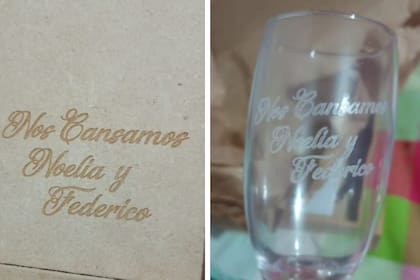 Nos Cansamos
Noelia y
Federico
Nos Cansamos
Noelia y
Federico